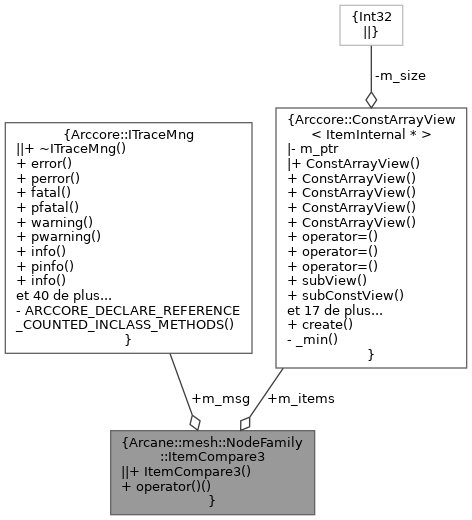 {Int32
||}
-m_size
{Arccore::ConstArrayView
< ItemInternal * >
|- m_ptr
|+ ConstArrayView()
+ ConstArrayView()
+ ConstArrayView()
+ ConstArrayView()
+ ConstArrayView()
+ operator=()
+ operator=()
+ operator=()
+ subView()
+ subConstView()
et 17 de plus...
+ create()
- _min()
}
{Arccore::ITraceMng
||+ ~ITraceMng()
+ error()
+ perror()
+ fatal()
+ pfatal()
+ warning()
+ pwarning()
+ info()
+ pinfo()
+ info()
et 40 de plus...
- ARCCORE_DECLARE_REFERENCE
_COUNTED_INCLASS_METHODS()
}
+m_msg
+m_items
{Arcane::mesh::NodeFamily
::ItemCompare3
||+ ItemCompare3()
+ operator()()
}